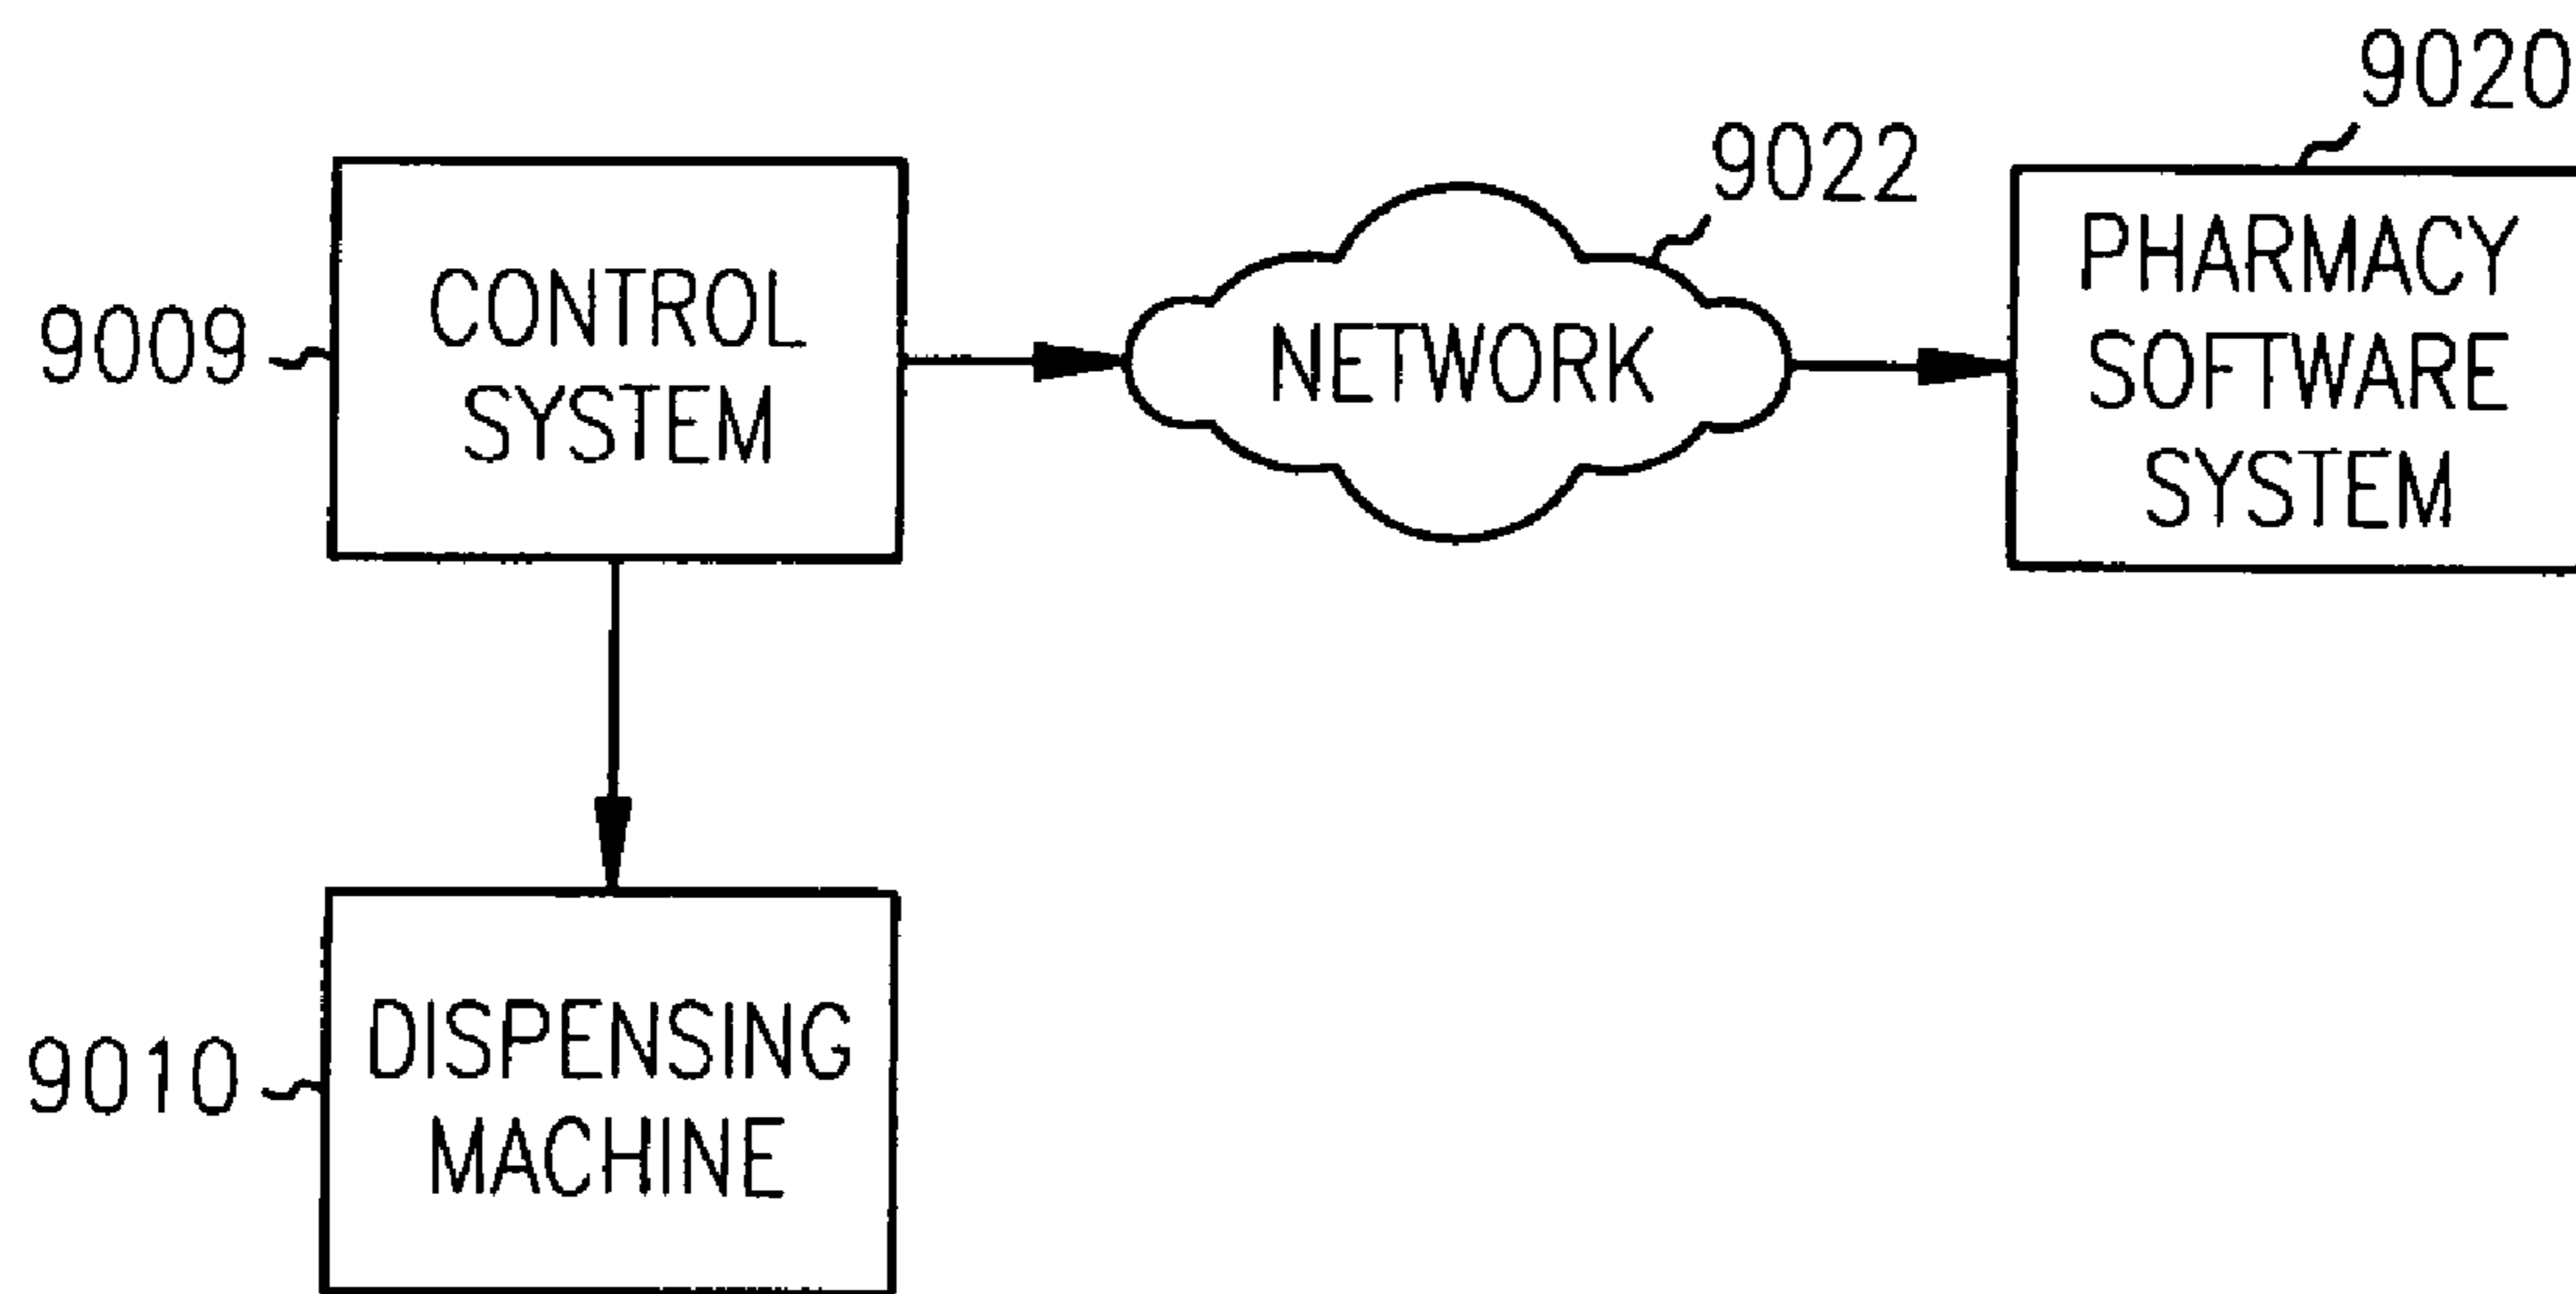 9020
9022
PHARMACY
SOFTWARE
SYSTEM
CONTROL
SYSTEM
9009
NETWORK
DISPENSING
MACHINE
9010